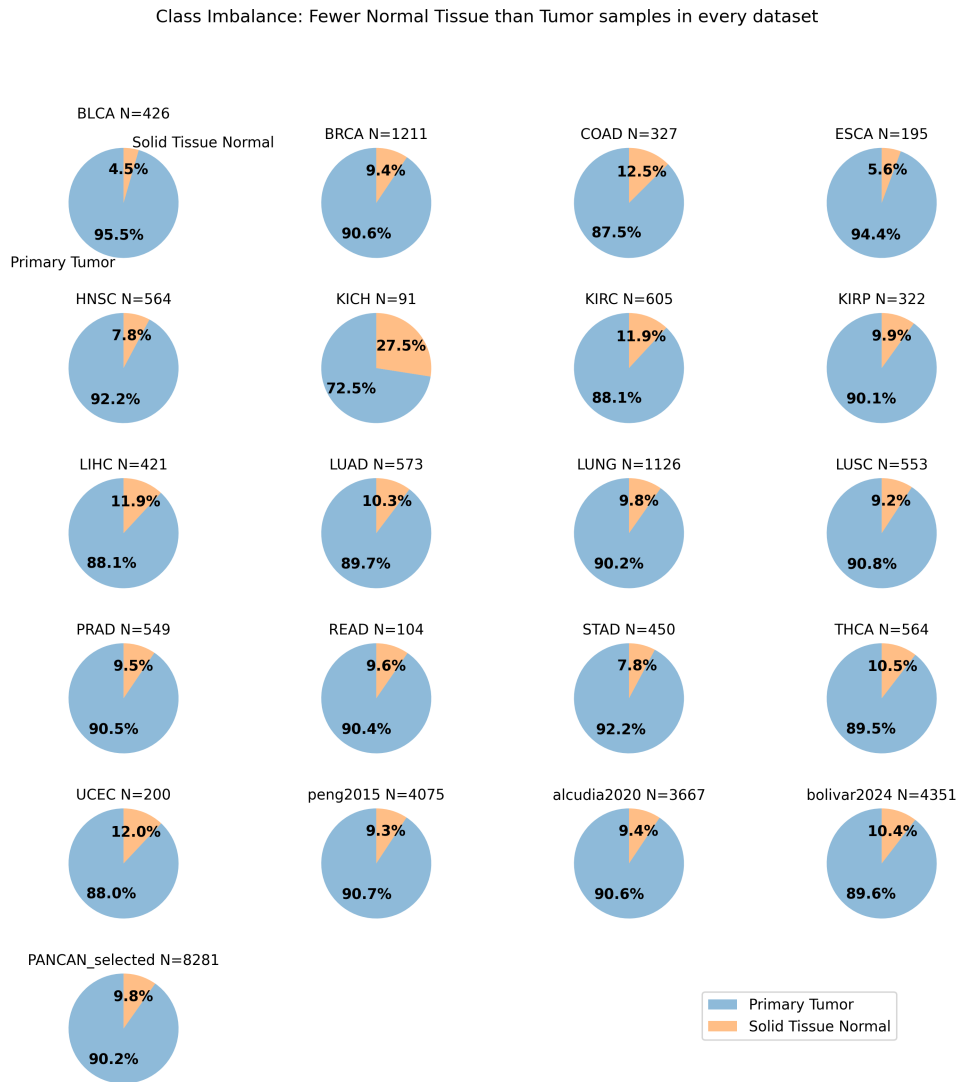 Class Imbalance: Fewer Normal Tissue than Tumor samples in every dataset
BLCA N=426
Solid Tissue Normal
4.5%
95.5%
Primary Tumor
BRCA N=1211
9.4%
90.6%
COAD N=327
12.5%
87.5%
ESCA N=195
5.6%
94.4%
HNSC N=564
7.8%
92.2%
KICH N=91
27.5%
72.5%
KIRC N=605
11.9%
88.1%
KIRP N=322
9.9%
90.1%
LIHC N=421
11.9%
88.1%
LUAD N=573
10.3%
89.7%
LUNG N=1126
9.8%
90.2%
LUSC N=553
9.2%
90.8%
PRAD N=549
9.5%
90.5%
READ N=104
9.6%
90.4%
STAD N=450
7.8%
92.2%
THCA N=564
10.5%
89.5%
UCEC N=200
12.0%
88.0%
peng2015 N=4075
9.3%
90.7%
alcudia2020 N=3667
9.4%
90.6%
bolivar2024 N=4351
10.4%
89.6%
PANCAN_selected N=8281
9.8%
90.2%
Primary Tumor
Solid Tissue Normal